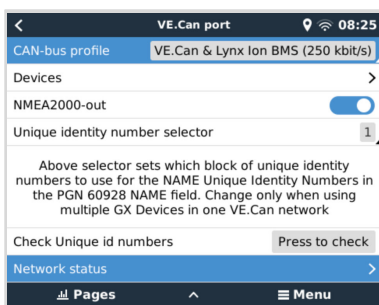 VE.Can port 08:25
CAN-bus profile VE.Can & Lynx Ion BMS (250 kbit/s)
Devices
NMEA2000-out
Unique identity number selector 1
Above selector sets which block of unique identity
numbers to use for the NAME Unique Identity Numbers in
the PGN 60928 NAME field. Change only when using
multiple GX Devices in one VE.Can network
Check Unique id numbers Press to check
Network status
Pages Menu